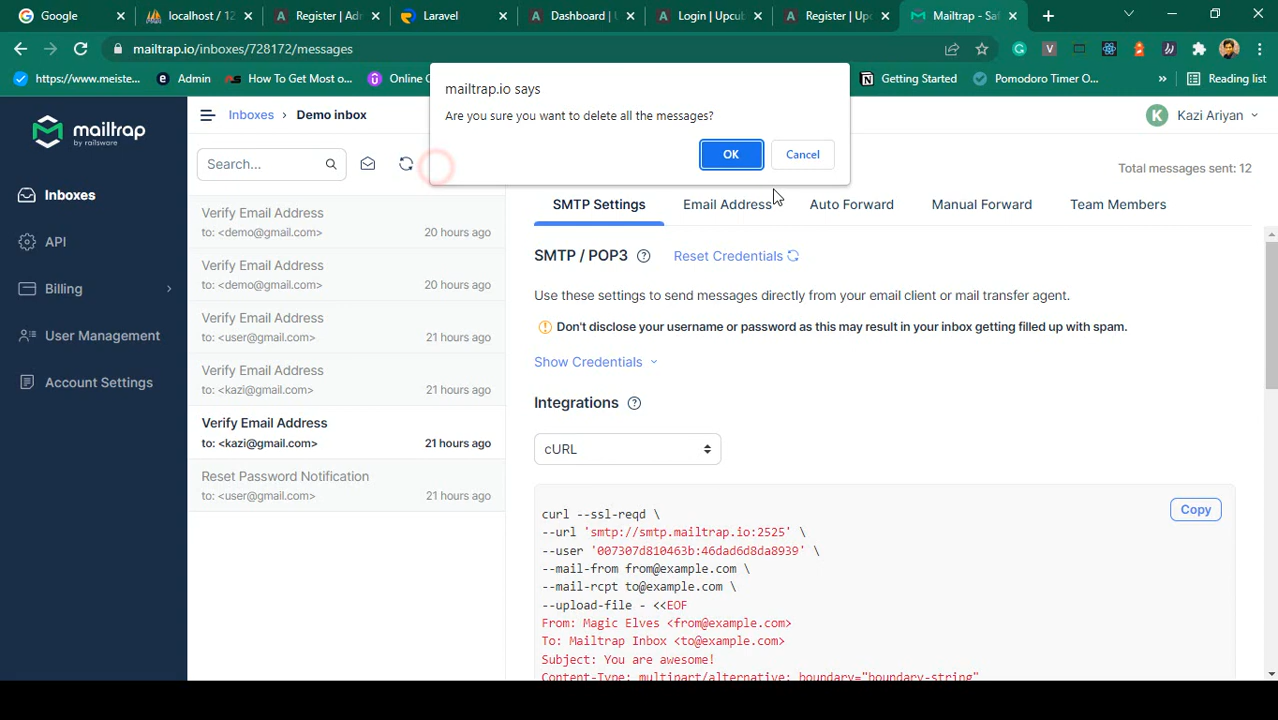 Google
localhost / 12
Register | Adm
Laravel
Dashboard |
Login | Upcub
Register | Upc
Mailtrap - Saf
mailtrap.io/inboxes/728172/messages
https://www.meiste...
Admin
How To Get Most o...
Online C
Getting Started
Pomodoro Timer O...
»
Reading list
mailtrap.io says
Are you sure you want to delete all the messages?
OK
Cancel
mailtrap
by railsware
Inboxes
API
Billing
User Management
Account Settings
Inboxes > Demo inbox
K
Kazi Ariyan
Search...
Total messages sent: 12
Verify Email Address
to: <demo@gmail.com> 20 hours ago
Verify Email Address
to: <demo@gmail.com> 20 hours ago
Verify Email Address
to: <user@gmail.com> 21 hours ago
Verify Email Address
to: <kazi@gmail.com> 21 hours ago
Verify Email Address
to: <kazi@gmail.com> 21 hours ago
Reset Password Notification
to: <user@gmail.com> 21 hours ago
SMTP Settings Email Address Auto Forward Manual Forward Team Members
SMTP / POP3 ? Reset Credentials
Use these settings to send messages directly from your email client or mail transfer agent.
Don't disclose your username or password as this may result in your inbox getting filled up with spam.
Show Credentials
Integrations ?
cURL
Copy
curl --ssl-reqd \
--url 'smtp://smtp.mailtrap.io:2525' \
--user '007307d810463b:46dad6d8da8939' \
--mail-from from@example.com \
--mail-rcpt to@example.com \
--upload-file - <<EOF
From: Magic Elves <from@example.com>
To: Mailtrap Inbox <to@example.com>
Subject: You are awesome!
Content-Type: multipart/alternative; boundary="boundary-string"